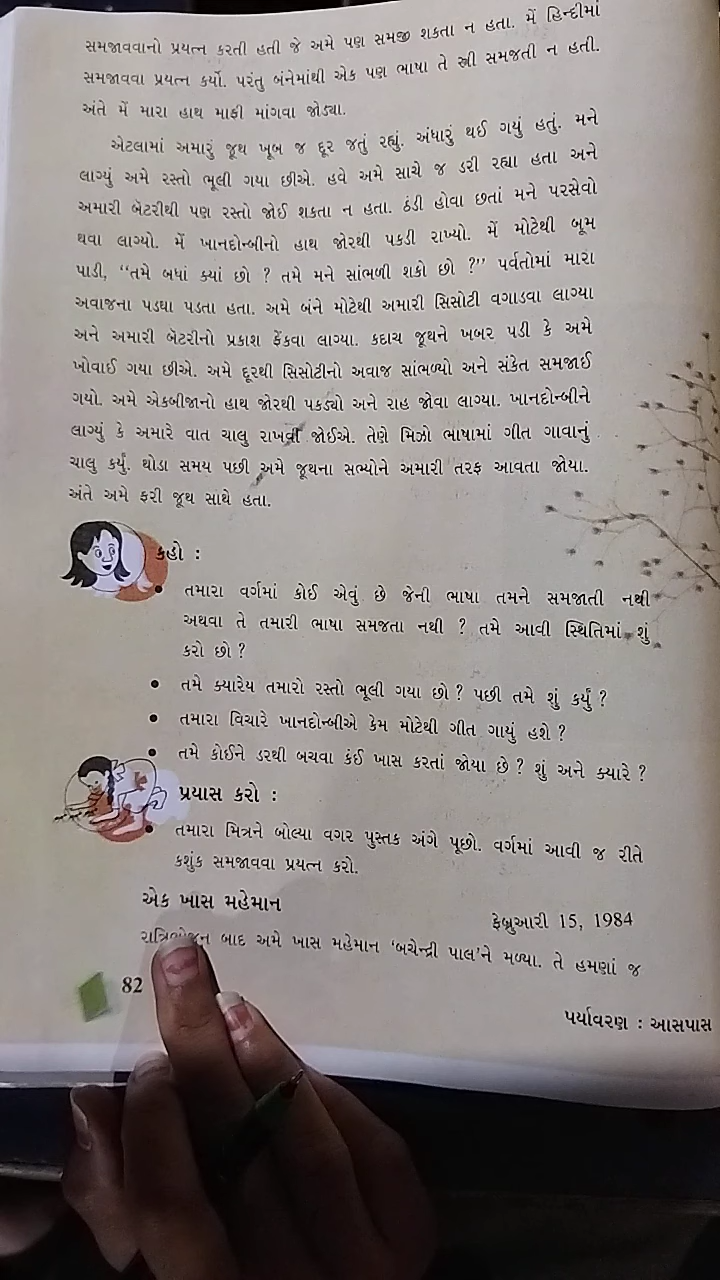 સમજાવવાનો પ્રયત્ન કરતી હતી જે અમે પણ સમજી શકતા ન હતા. મેં હિન્દીમાં
સમજાવવા પ્રયત્ન કર્યો. પરંતુ બંનેમાંથી એક પણ ભાષા તે સ્ત્રી સમજતી ન હતી.
અંતે મેં મારા હાથ માફી માંગવા જોડ્યા.
એટલામાં અમારું જૂથ ખૂબ જ દૂર જતું રહ્યું. અંધારું થઈ ગયું હતું. મને
લાગ્યું અમે રસ્તો ભૂલી ગયા છીએ. હવે અમે સાચે જ ડરી રહ્યા હતા અને
અમારી બૅટરીથી પણ રસ્તો જોઈ શકતા ન હતા. ઠંડી હોવા છતાં મને પરસેવો
થવા લાગ્યો. મેં ખાનદોન્બીનો હાથ જોરથી પકડી રાખ્યો. મેં મોટેથી બૂમ
પાડી, “તમે બધાં ક્યાં છો ? તમે મને સાંભળી શકો છો ?” પર્વતોમાં મારા
અવાજના પડઘા પડતા હતા. અમે બંને મોટેથી અમારી સિસોટી વગાડવા લાગ્યા
અને અમારી બૅટરીનો પ્રકાશ ફેંકવા લાગ્યા. કદાચ જૂથને ખબર પડી કે અમે
ખોવાઈ ગયા છીએ. અમે દૂરથી સિસોટીનો અવાજ સાંભળ્યો અને સંકેત સમજાઈ
ગયો. અમે એકબીજાનો હાથ જોરથી પકડ્યો અને રાહ જોવા લાગ્યા. ખાનદોન્બીને
લાગ્યું કે અમારે વાત ચાલુ રાખવી જોઈએ. તેણે મિઝો ભાષામાં ગીત ગાવાનું
ચાલુ કર્યું. થોડા સમય પછી અમે જૂથના સભ્યોને અમારી તરફ આવતા જોયા.
અંતે અમે ફરી જૂથ સાથે હતા.
કહો :
• તમારા વર્ગમાં કોઈ એવું છે જેની ભાષા તમને સમજાતી નથી
અથવા તે તમારી ભાષા સમજતા નથી ? તમે આવી સ્થિતિમાં શું
કરો છો ?
• તમે ક્યારેય તમારો રસ્તો ભૂલી ગયા છો ? પછી તમે શું કર્યું ?
• તમારા વિચારે ખાનદોન્બીએ કેમ મોટેથી ગીત ગાયું હશે ?
• તમે કોઈને ડરથી બચવા કંઈ ખાસ કરતાં જોયા છે ? શું અને ક્યારે ?
પ્રયાસ કરો :
• તમારા મિત્રને બોલ્યા વગર પુસ્તક અંગે પૂછો. વર્ગમાં આવી જ રીતે
કશુંક સમજાવવા પ્રયત્ન કરો.
એક ખાસ મહેમાન
ફેબ્રુઆરી 15, 1984
રાત્રિભોજન બાદ અમે ખાસ મહેમાન ‘બચેન્દ્રી પાલ’ને મળ્યા. તે હમણાં જ
82
પર્યાવરણ : આસપાસ